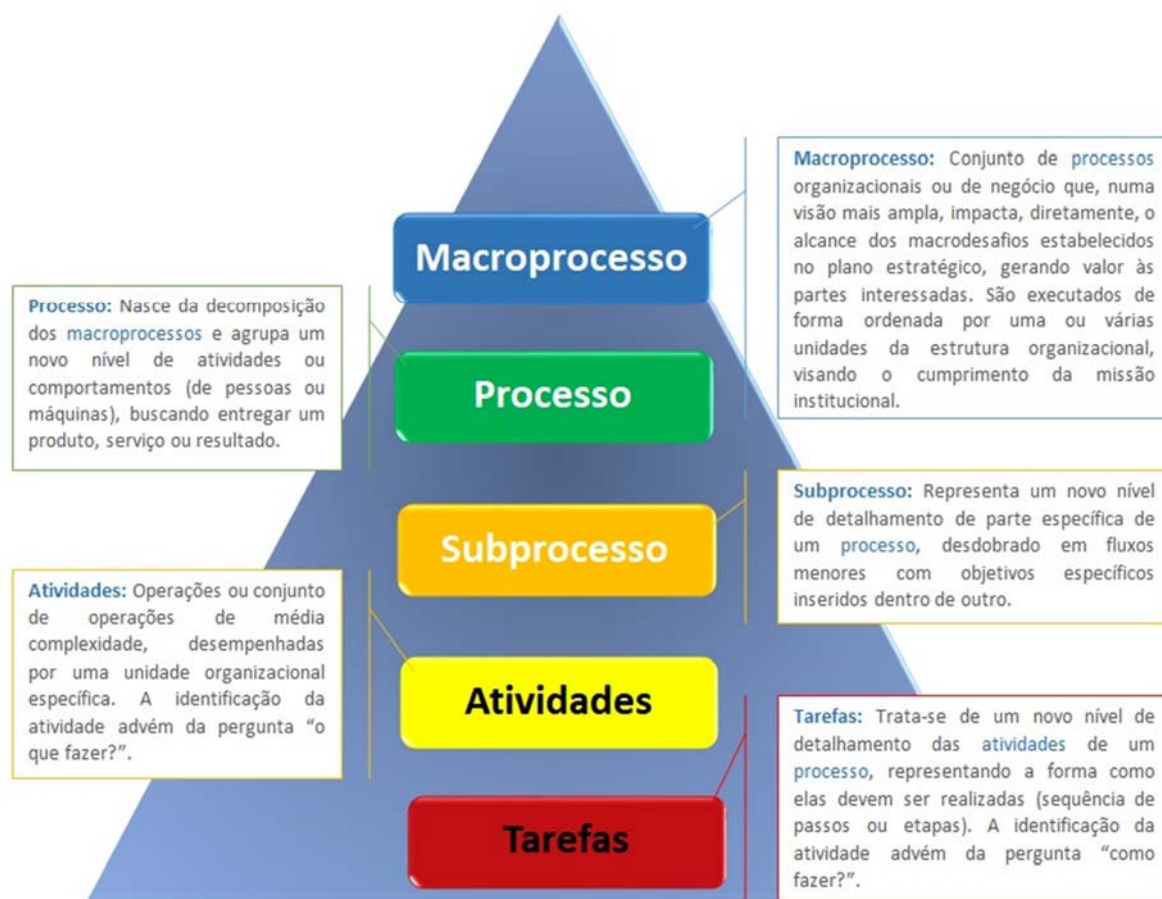 Macroprocesso
Macroprocesso: Conjunto de processos
organizacionais ou de negócio que, numa
visão mais ampla, impacta, diretamente, o
alcance dos macrodesafios estabelecidos
no plano estratégico, gerando valor às
partes interessadas. São executados de
forma ordenada por uma ou várias
unidades da estrutura organizacional,
visando o cumprimento da missão
institucional.
Processo: Nasce da decomposição
dos macroprocessos e agrupa um
novo nível de atividades ou
comportamentos (de pessoas ou
máquinas), buscando entregar um
produto, serviço ou resultado.
Processo
Subprocesso
Subprocesso: Representa um novo nível
de detalhamento de parte específica de
um processo, desdobrado em fluxos
menores com objetivos específicos
inseridos dentro de outro.
Atividades: Operações ou conjunto
de operações de média
complexidade, desempenhadas
por uma unidade organizacional
específica. A identificação da
atividade advém da pergunta “o
que fazer?”.
Atividades
Tarefas
Tarefas: Trata-se de um novo nível de
detalhamento das atividades de um
processo, representando a forma como
elas devem ser realizadas (sequência de
passos ou etapas). A identificação da
atividade advém da pergunta “como
fazer?”.